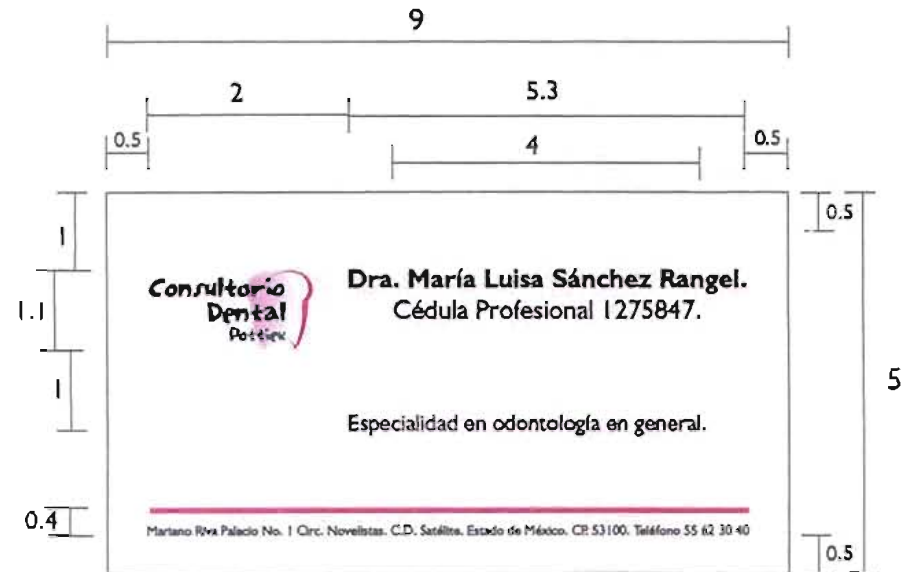 9
2
5.3
0.5
4
0.5
1
0.5
Consultorio
Dental
Dra. María Luisa Sánchez Rangel.
Cédula Profesional 1275847.
1.1
1
5
Especialidad en odontología en general.
0.4
Mariano Riva Palacio No. 1 Circ. Novelistas. C.D. Satélite. Estado de México. CP. 53100. Teléfono 55 62 30 40
0.5